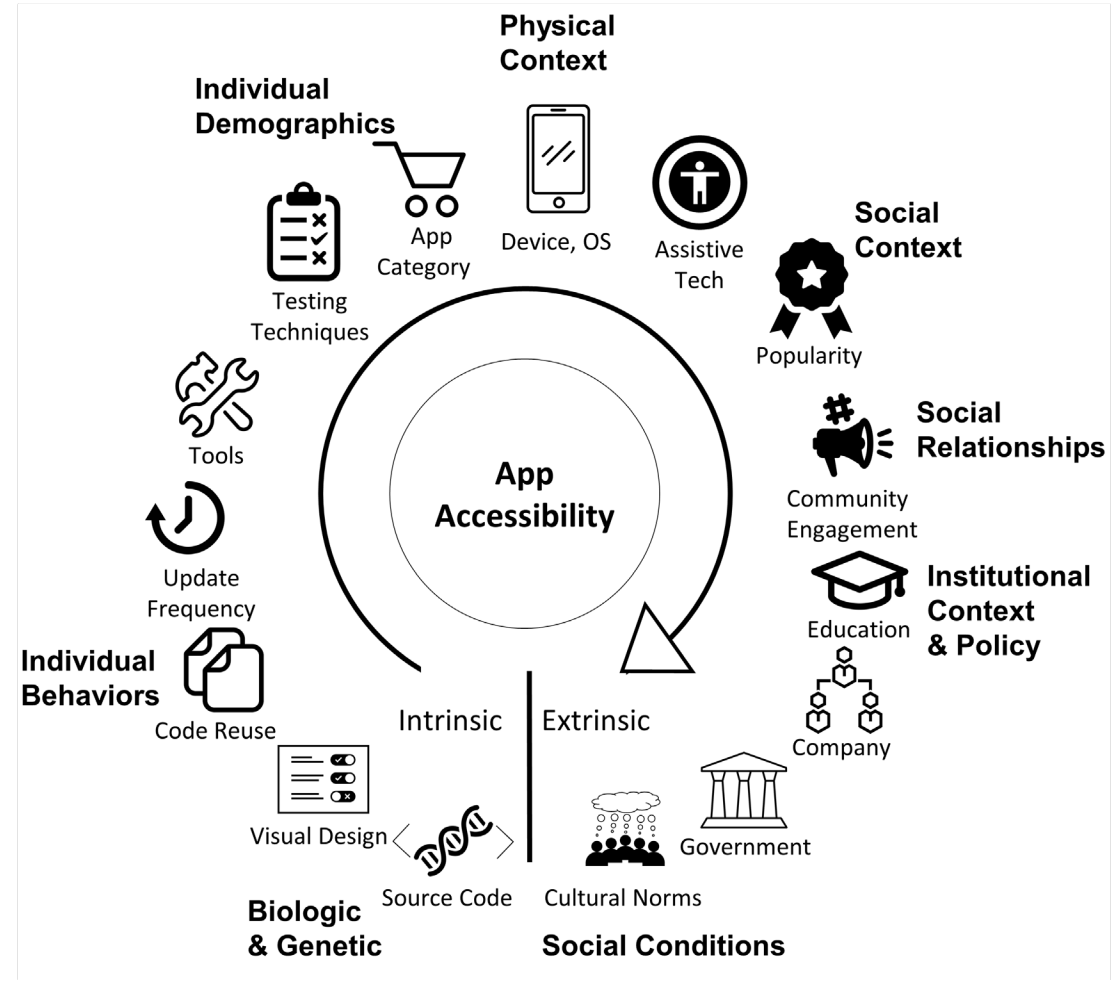 Physical
Context
Individual
Demographics
App
Category
Device, OS
Assistive
Tech
Social
Context
Testing
Techniques
Popularity
Tools
Social
Relationships
Community
Engagement
App
Accessibility
Update
Frequency
Institutional
Context
& Policy
Education
Individual
Behaviors
Code Reuse
Intrinsic
Extrinsic
Company
Visual Design
Government
Source Code
Cultural Norms
Biologic
& Genetic
Social Conditions